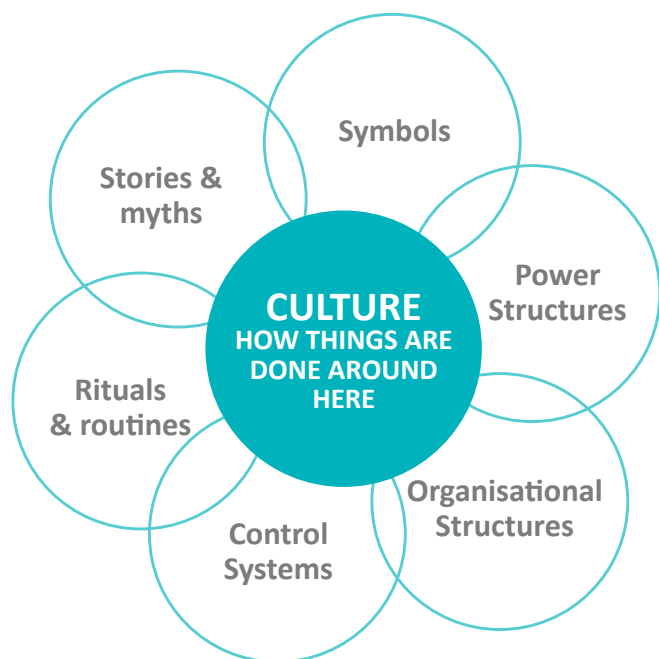 Symbols
Stories &
myths
Power
Structures
CULTURE
HOW THINGS ARE
DONE AROUND
HERE
Rituals
& routines
Organisational
Structures
Control
Systems